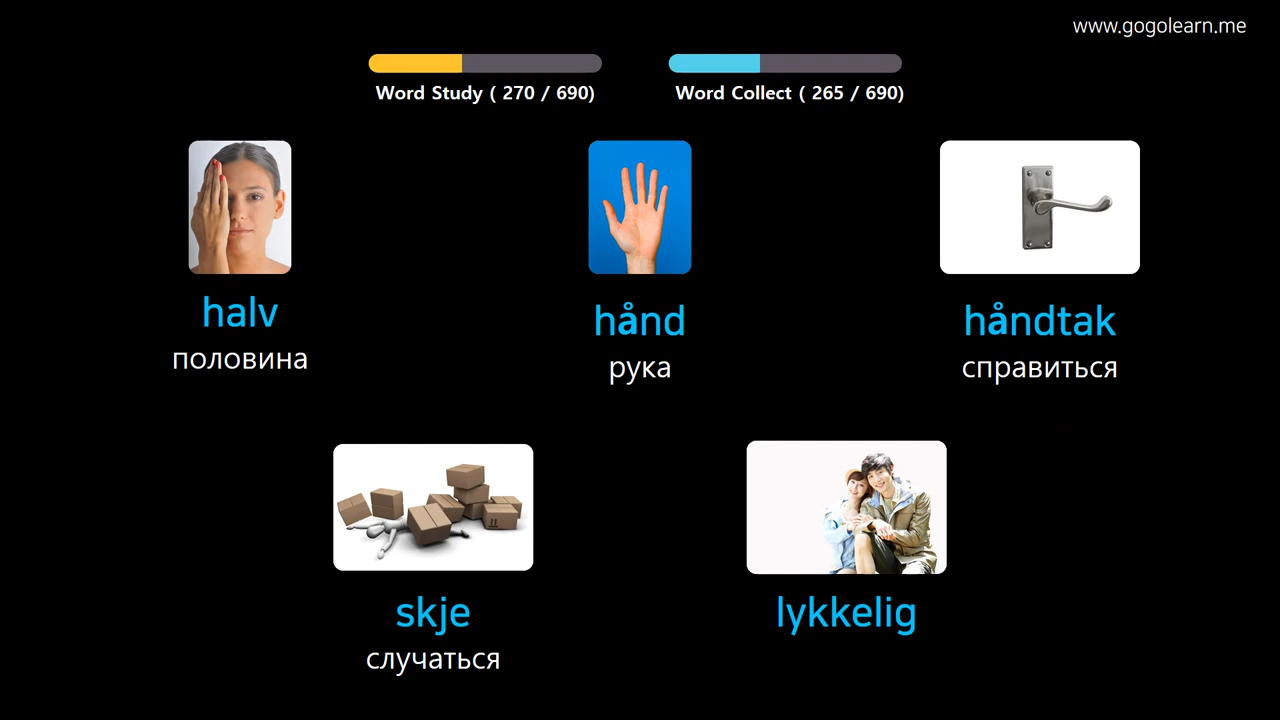 www.gogolearn.me
Word Study ( 270 / 690)
Word Collect ( 265 / 690)
halv
половина
hånd
рука
håndtak
справиться
skje
случаться
lykkelig